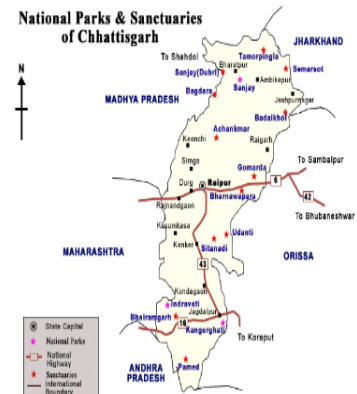 National Parks & Sanctuaries
of Chhattisgarh
JHARKHAND
To Shahdol
Tamorpingla
Bharatpur
Sanjay(Dubri)
Semarsot
Ambikapur
Sanjay
N
Bagdara
Jashpurnagar
MADHYA PRADESH
Badalkhol
Achankmar
Keonchi
Raigarh
Simga
To Sambalpur
Gomarda
Durg
Raipur
6
42
Rajnandgaon
Bharnawapara
To Bhubaneshwar
Kusumkasa
Udanti
Kanker
Sitanadi
MAHARASHTRA
ORISSA
43
Kondagaon
Indravati
Jagdalpur
Bhairamgarh
16
Kangerghati
To Koraput
State Capital
National Parks
National
Highway
Sanctuaries
International
Boundary
ANDHRA
PRADESH
Pamed